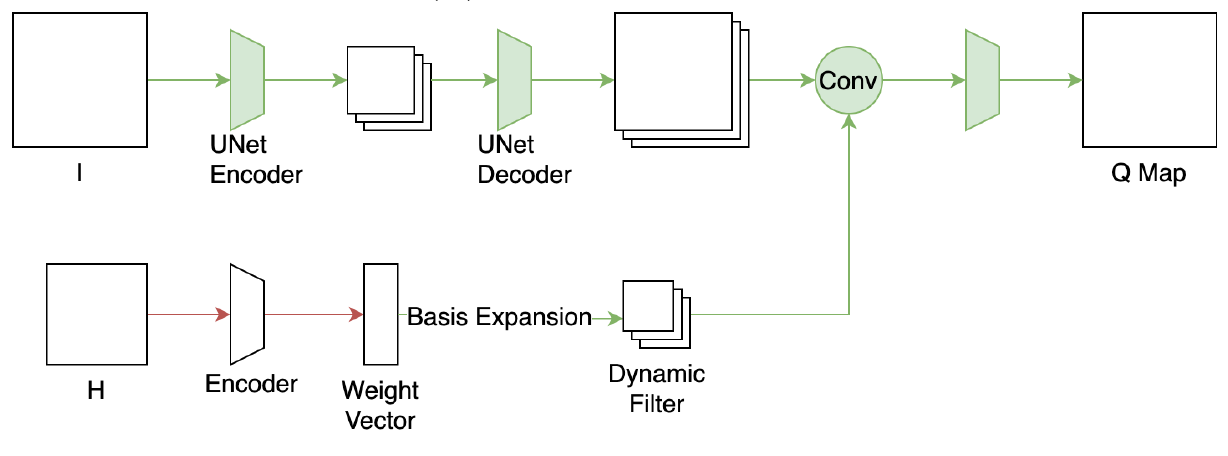 Conv
UNet
Encoder
UNet
Decoder
I
Q Map
Basis Expansion
H
Encoder
Weight
Vector
Dynamic
Filter